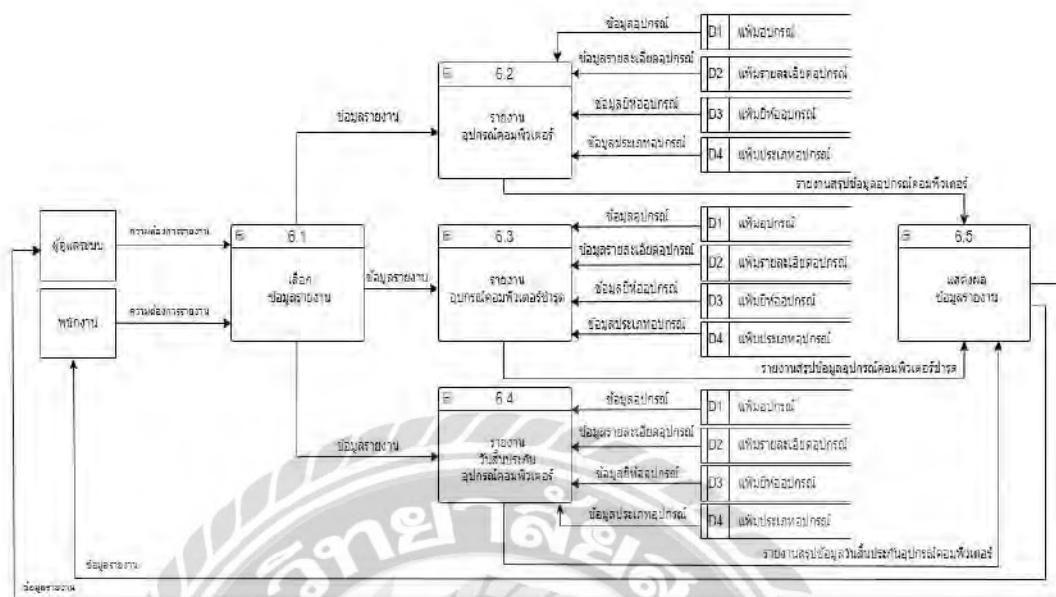 ข้อมูลอุปกรณ์
D1 แฟ้มอุปกรณ์
6.2
ข้อมูลรายละเอียดอุปกรณ์
D2 แฟ้มรายละเอียดอุปกรณ์
รายงาน
อุปกรณ์คอมพิวเตอร์
ข้อมูลยี่ห้ออุปกรณ์
D3 แฟ้มยี่ห้ออุปกรณ์
ข้อมูลรายงาน
ข้อมูลประเภทอุปกรณ์
D4 แฟ้มประเภทอุปกรณ์
รายงานสรุปข้อมูลอุปกรณ์คอมพิวเตอร์
ผู้ดูแลระบบ
ความต้องการรายงาน
พนักงาน
ความต้องการรายงาน
6.1
เลือก
ข้อมูลรายงาน
ข้อมูลรายงาน
6.3
รายงาน
อุปกรณ์คอมพิวเตอร์ชำรุด
ข้อมูลอุปกรณ์
D1 แฟ้มอุปกรณ์
ข้อมูลรายละเอียดอุปกรณ์
D2 แฟ้มรายละเอียดอุปกรณ์
ข้อมูลยี่ห้ออุปกรณ์
D3 แฟ้มยี่ห้ออุปกรณ์
ข้อมูลประเภทอุปกรณ์
D4 แฟ้มประเภทอุปกรณ์
6.5
แสดงผล
ข้อมูลรายงาน
รายงานสรุปข้อมูลอุปกรณ์คอมพิวเตอร์ชำรุด
ข้อมูลรายงาน
6.4
รายงาน
วันสิ้นประกัน
อุปกรณ์คอมพิวเตอร์
ข้อมูลอุปกรณ์
D1 แฟ้มอุปกรณ์
ข้อมูลรายละเอียดอุปกรณ์
D2 แฟ้มรายละเอียดอุปกรณ์
ข้อมูลยี่ห้ออุปกรณ์
D3 แฟ้มยี่ห้ออุปกรณ์
ข้อมูลประเภทอุปกรณ์
D4 แฟ้มประเภทอุปกรณ์
รายงานสรุปข้อมูลวันสิ้นประกันอุปกรณ์คอมพิวเตอร์
ข้อมูลรายงาน
ข้อมูลรายงาน